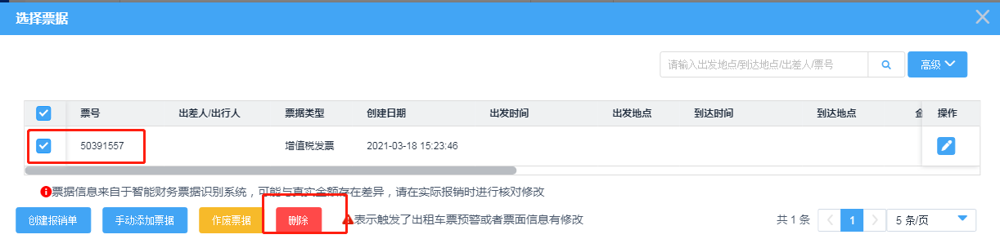 选择票据
请输入出发地点/到达地点/出差人/票号
高级
票号 出差人/出行人 票据类型 创建日期 出发时间 出发地点 到达时间 到达地点 操作
50391557 增值税发票 2021-03-18 15:23:46
票据信息来自于智能财务票据识别系统，可能与真实金额存在差异，请在实际报销时进行核对修改
创建报销单 手动添加票据 作废票据 删除 表示触发了出租车票预警或者票面信息有修改 共 1 条 1 5 条/页